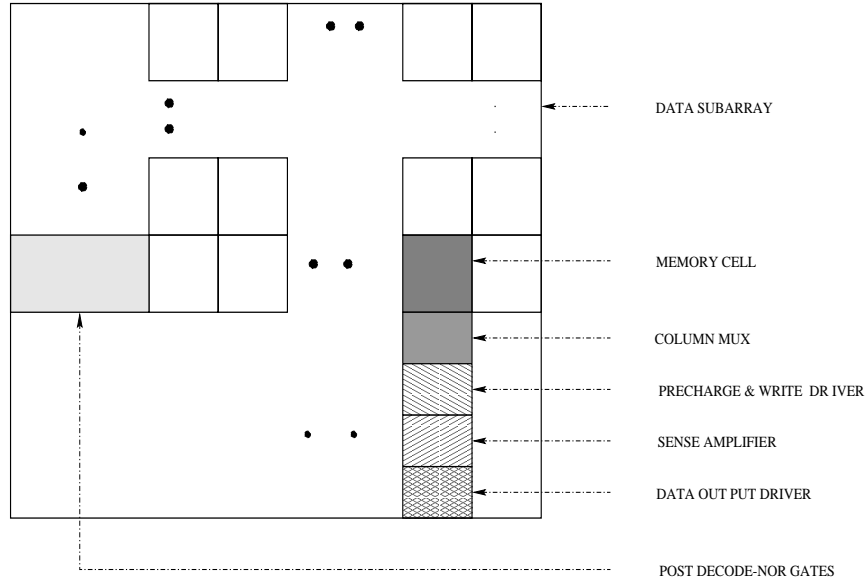 DATA SUBARRAY
MEMORY CELL
COLUMN MUX
PRECHARGE & WRITE DR IVER
SENSE AMPLIFIER
DATA OUT PUT DRIVER
POST DECODE-NOR GATES